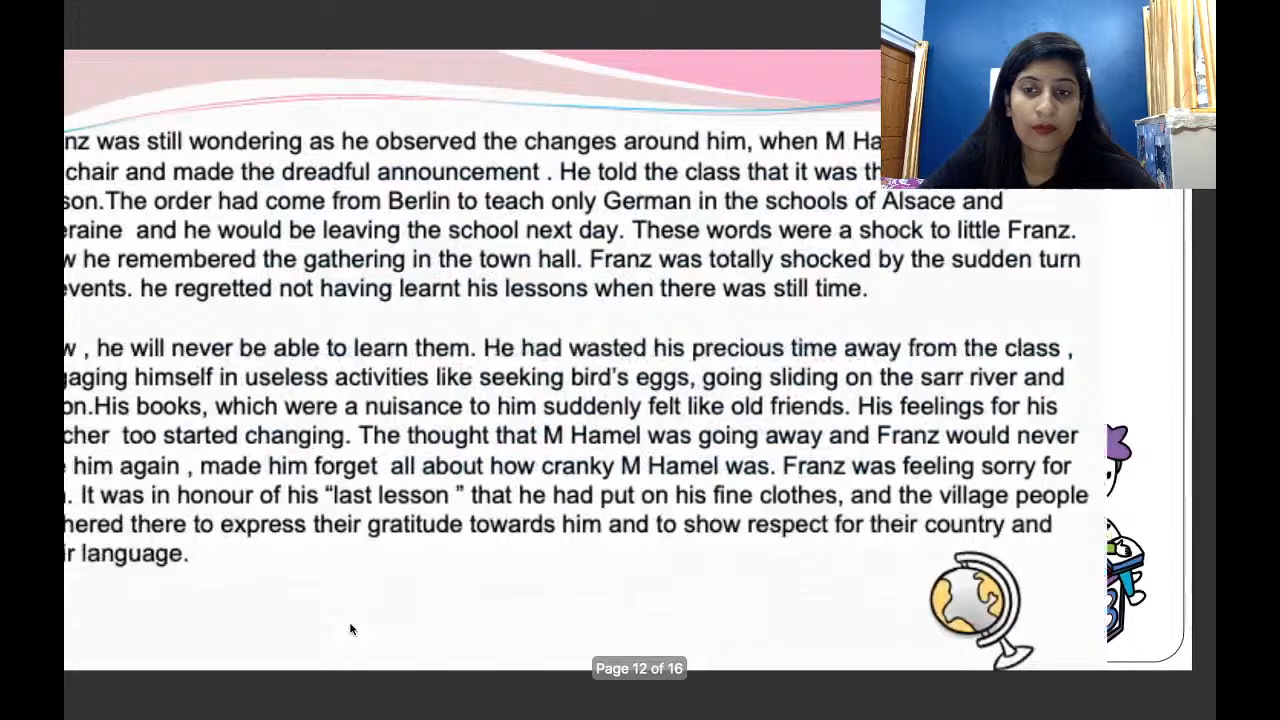 nz was still wondering as he observed the changes around him, when M Ha
chair and made the dreadful announcement . He told the class that it was th
son.The order had come from Berlin to teach only German in the schools of Alsace and
eraine and he would be leaving the school next day. These words were a shock to little Franz.
w he remembered the gathering in the town hall. Franz was totally shocked by the sudden turn
events. he regretted not having learnt his lessons when there was still time.
w , he will never be able to learn them. He had wasted his precious time away from the class ,
gaging himself in useless activities like seeking bird's eggs, going sliding on the sarr river and
on.His books, which were a nuisance to him suddenly felt like old friends. His feelings for his
cher too started changing. The thought that M Hamel was going away and Franz would never
him again , made him forget all about how cranky M Hamel was. Franz was feeling sorry for
. It was in honour of his “last lesson ” that he had put on his fine clothes, and the village people
hered there to express their gratitude towards him and to show respect for their country and
ir language.
Page 12 of 16